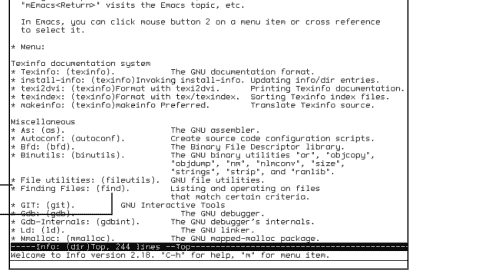 "mEmacs<Return>" visits the Emacs topic, etc.
In Emacs, you can click mouse button 2 on a menu item or cross reference
to select it.
* Menu:
Texinfo documentation system
* Texinfo: (texinfo). The GNU documentation format.
* install-info: (texinfo)Invoking install-info. Updating info/dir entries.
* texi2dvi: (texinfo)Format with texi2dvi. Printing Texinfo documentation.
* texindex: (texinfo)Format with tex/texindex. Sorting Texinfo index files.
* makeinfo: (texinfo)makeinfo Preferred. Translate Texinfo source.
Miscellaneous
* As: (as). The GNU assembler.
* Autoconf: (autoconf). Create source code configuration scripts.
* Bfd: (bfd). The Binary File Descriptor library.
* Binutils: (binutils). The GNU binary utilities "ar", "objcopy",
"objdump", "nm", "nlmconv", "size",
"strings", "strip", and "ranlib".
* File utilities: (fileutils). GNU file utilities.
* Finding Files: (find). Listing and operating on files
that match certain criteria.
* GIT: (git). GNU Interactive Tools
* Gdb: (gdb). The GNU debugger.
* Gdb-Internals: (gdbint). The GNU debugger's internals.
* Ld: (ld). The GNU linker.
* Mmalloc: (mmalloc). The GNU mapped-malloc package.
-----Info: (dir)Top, 244 lines --Top-----
Welcome to Info version 2.18. "C-h" for help, "m" for menu item.